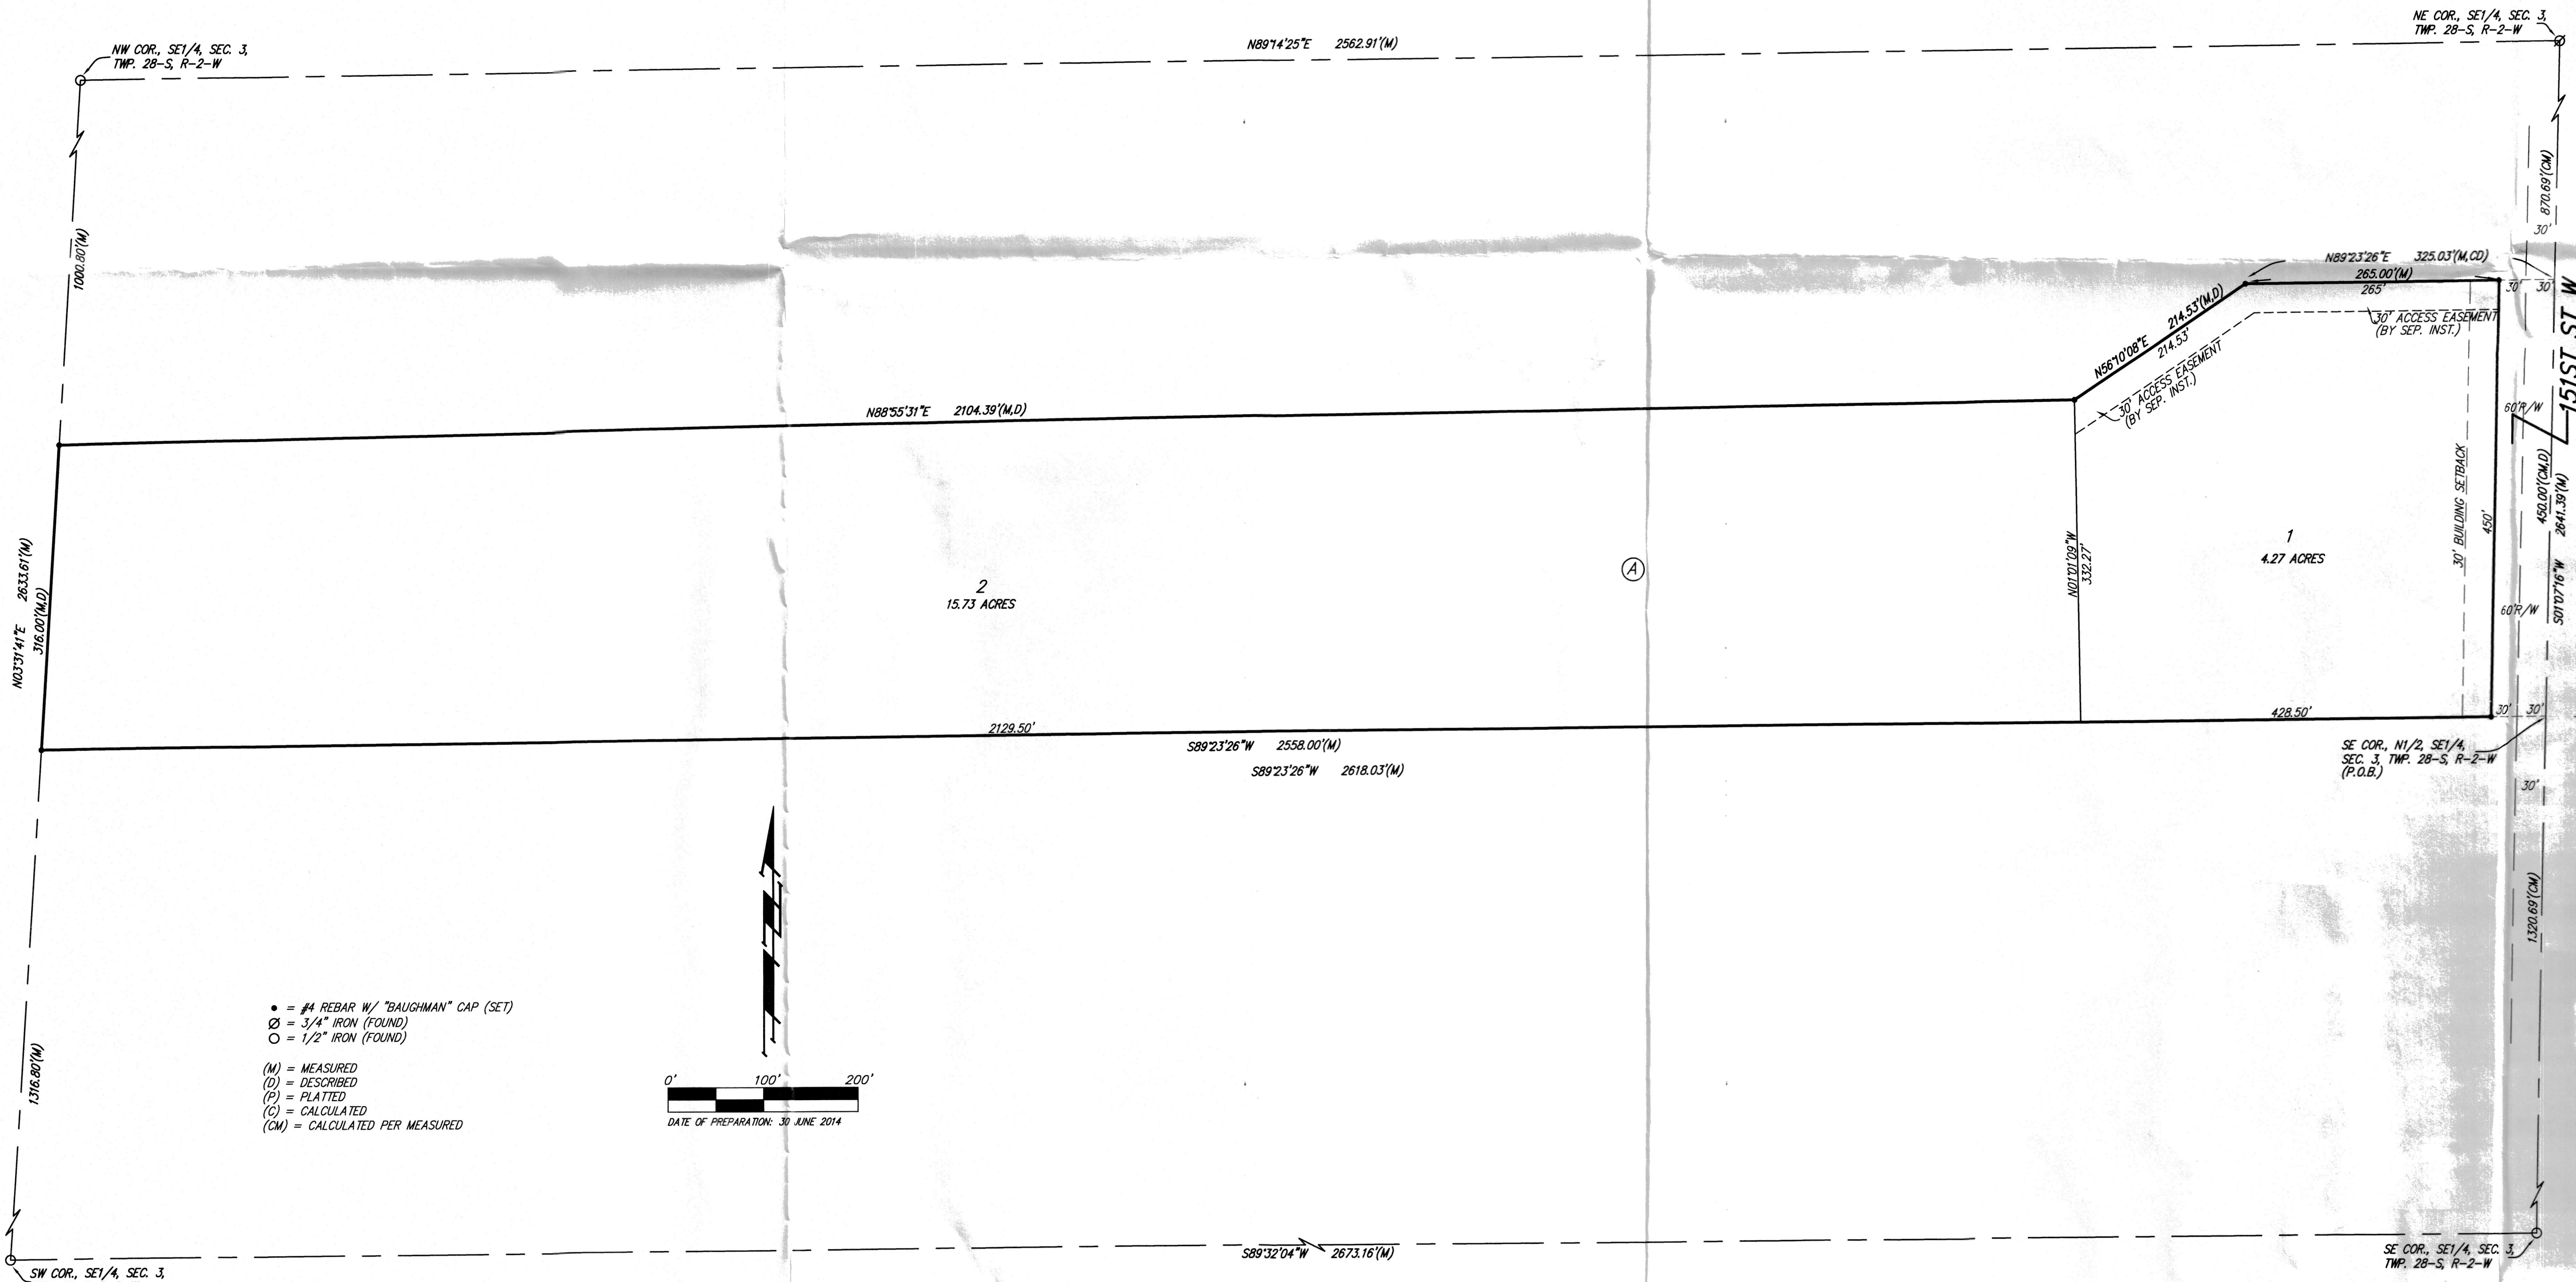 NW COR., SE1/4, SEC. 3,
TWP. 28-S, R-2-W
N89°14'25"E 2562.91'(M)
NE COR., SE1/4, SEC. 3,
TWP. 28-S, R-2-W
1000.80'(M)
870.69'(CM)
30'
N89°23'26"E 325.03'(M,CD)
265.00'(M)
265'
30' 30'
30' ACCESS EASEMENT
(BY SEP. INST.)
151ST ST. W
N56°10'08"E 214.53'(M,D)
214.53'
30' ACCESS EASEMENT
(BY SEP. INST.)
N88°55'31"E 2104.39'(M,D)
60'R/W
30' BUILDING SETBACK
450'
450.00'(CM,D)
S01°07'16"W 2641.39'(M)
60'R/W
N03°31'41"E 2633.61'(M)
316.00'(M,D)
2
15.73 ACRES
A
N01°01'09"W
332.27'
1
4.27 ACRES
2129.50'
428.50'
30' 30'
S89°23'26"W 2558.00'(M)
S89°23'26"W 2618.03'(M)
SE COR., N1/2, SE1/4,
SEC. 3, TWP. 28-S, R-2-W
(P.O.B.)
30'
1320.69'(CM)
1316.80'(M)
● = #4 REBAR W/ "BAUGHMAN" CAP (SET)
Ø = 3/4" IRON (FOUND)
○ = 1/2" IRON (FOUND)
(M) = MEASURED
(D) = DESCRIBED
(P) = PLATTED
(C) = CALCULATED
(CM) = CALCULATED PER MEASURED
0' 100' 200'
DATE OF PREPARATION: 30 JUNE 2014
S89°32'04"W 2673.16'(M)
SE COR., SE1/4, SEC. 3,
TWP. 28-S, R-2-W
SW COR., SE1/4, SEC. 3,